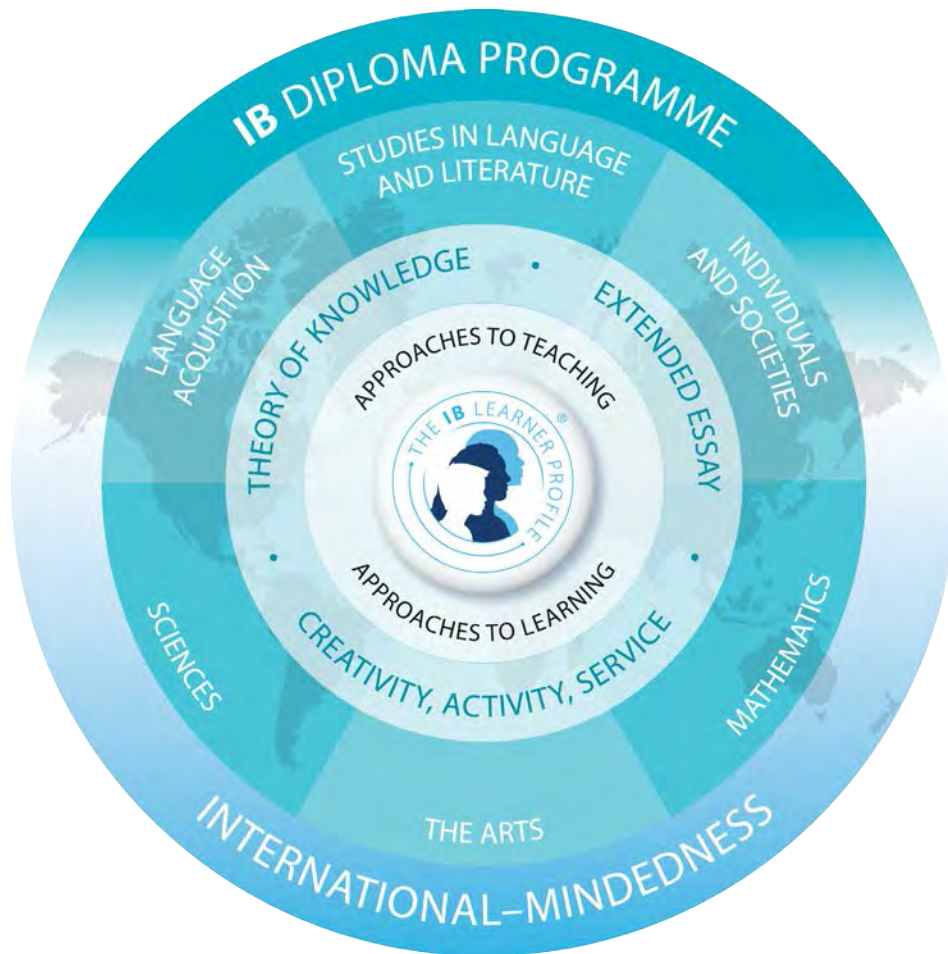 IB DIPLOMA PROGRAMME
STUDIES IN LANGUAGE
AND LITERATURE
LANGUAGE
ACQUISITION
INDIVIDUALS
AND SOCIETIES
THEORY OF KNOWLEDGE
•
EXTENDED ESSAY
APPROACHES TO TEACHING
THE IB LEARNER PROFILE ®
APPROACHES TO LEARNING
•
CREATIVITY, ACTIVITY, SERVICE
•
SCIENCES
MATHEMATICS
THE ARTS
INTERNATIONAL–MINDEDNESS